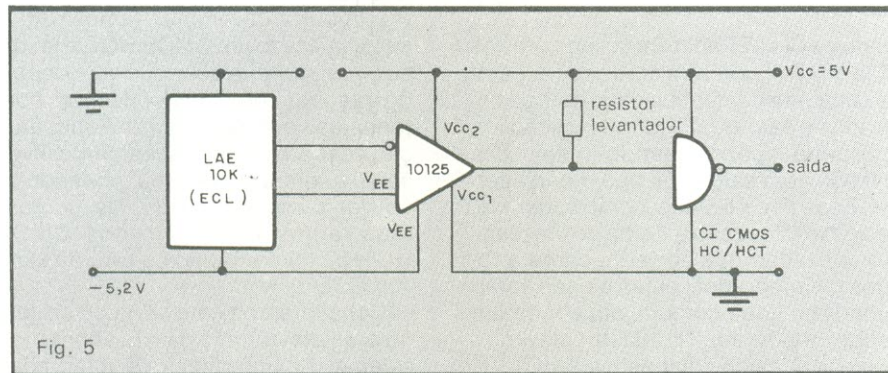 Vcc = 5V
resistor
levantador
Vcc2
LAE
10K
(ECL)
10125
saída
VEE
Vcc1
VEE
CI CMOS
HC/HCT
−5,2V
Fig. 5